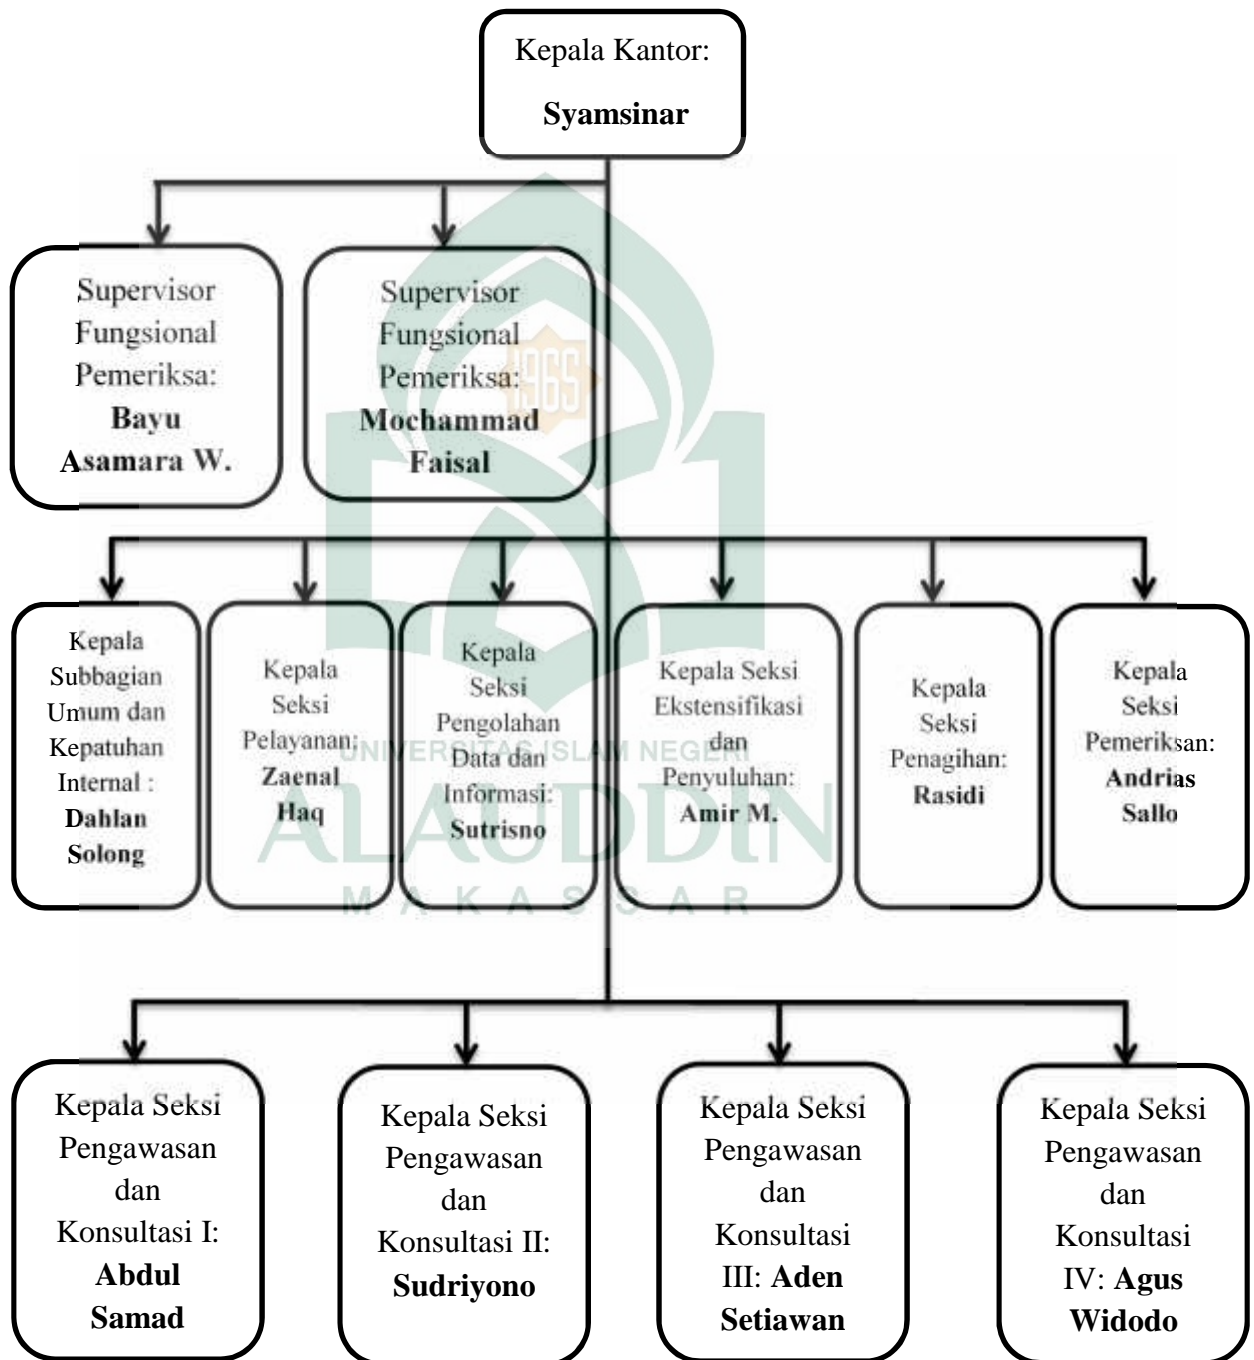 Kepala Kantor:
Syamsinar
Supervisor
Fungsional
Pemeriksa:
Bayu
Asamara W.
Supervisor
Fungsional
Pemeriksa:
Mochammad
Faisal
1965
Kepala
Subbagian
Umum dan
Kepatuhan
Internal :
Dahlan
Solong
Kepala
Seksi
Pelayanan:
Zaenal
Haq
Kepala
Seksi
Pengolahan
Data dan
Informasi:
Sutrisno
Kepala Seksi
Ekstensifikasi
dan
Penyuluhan:
Amir M.
Kepala
Seksi
Penagihan:
Rasidi
Kepala
Seksi
Pemeriksan:
Andrias
Sallo
UNIVERSITAS ISLAM NEGERI
ALAUDDIN
MAKASSAR
Kepala Seksi
Pengawasan
dan
Konsultasi I:
Abdul
Samad
Kepala Seksi
Pengawasan
dan
Konsultasi II:
Sudriyono
Kepala Seksi
Pengawasan
dan
Konsultasi
III: Aden
Setiawan
Kepala Seksi
Pengawasan
dan
Konsultasi
IV: Agus
Widodo